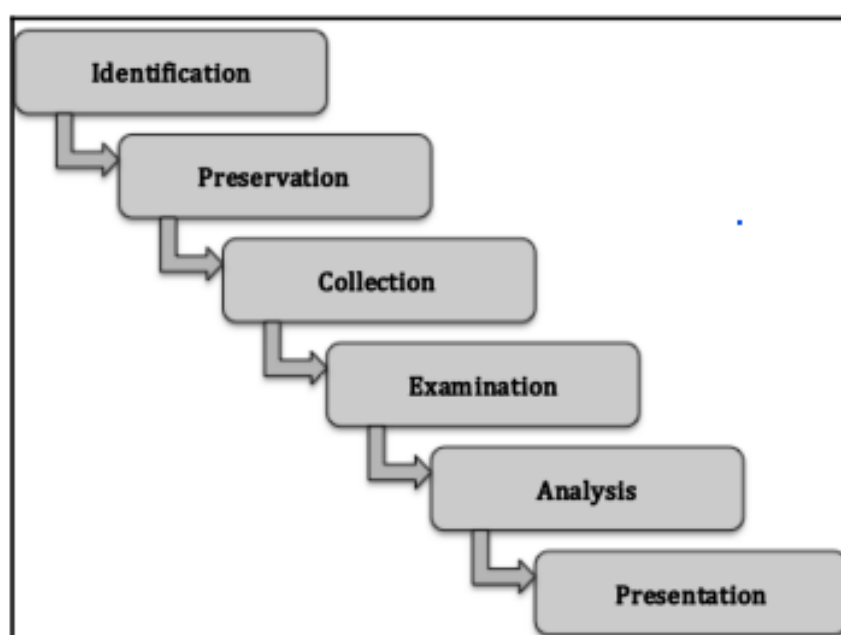 Identification
Preservation
Collection
Examination
Analysis
Presentation